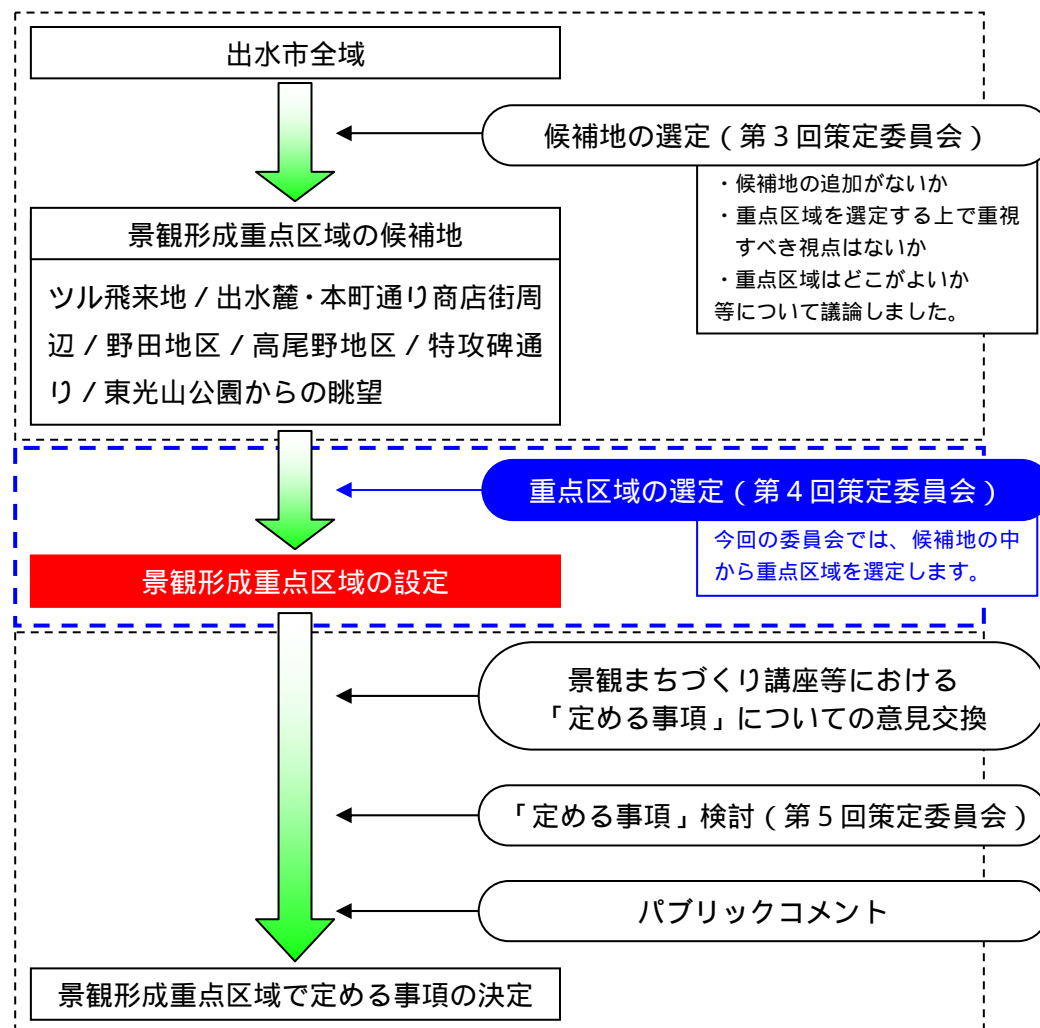 出水市全域
候補地の選定（第３回策定委員会）
・候補地の追加がないか
・重点区域を選定する上で重視
すべき視点はないか
・重点区域はどこがよいか
等について議論しました。
景観形成重点区域の候補地
ツル飛来地／出水麓・本町通り商店街周
辺／野田地区／高尾野地区／特攻碑通
り／東光山公園からの眺望
重点区域の選定（第４回策定委員会）
今回の委員会では、候補地の中
から重点区域を選定します。
景観形成重点区域の設定
景観まちづくり講座等における
「定める事項」についての意見交換
「定める事項」検討（第５回策定委員会）
パブリックコメント
景観形成重点区域で定める事項の決定